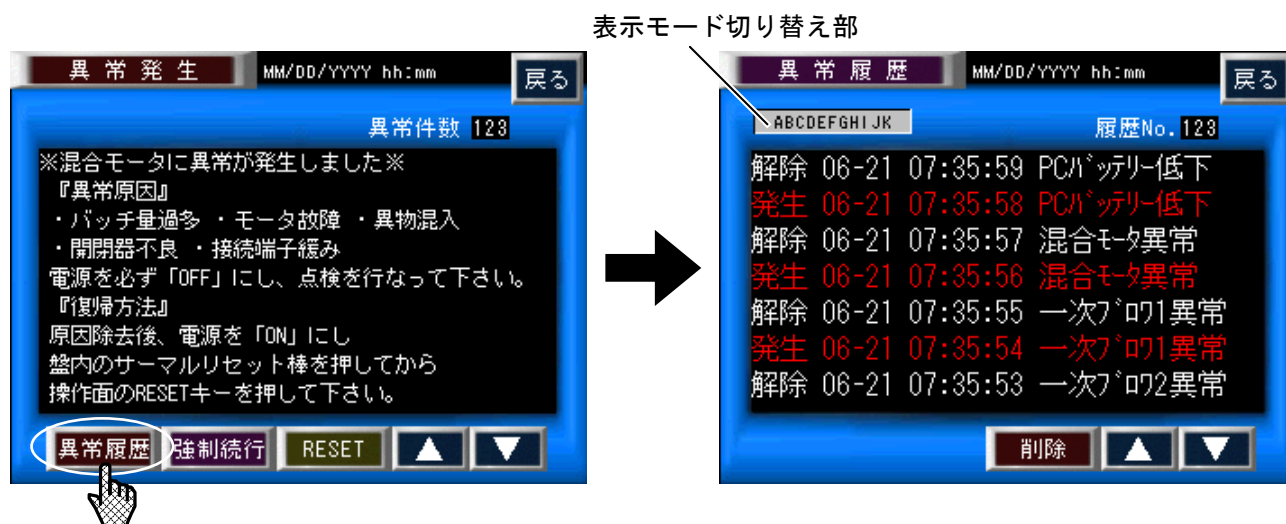 表示モード切り替え部
異常発生 MM/DD/YYYY hh:mm 戻る
異常件数 123
※混合モータに異常が発生しました※
『異常原因』
・バッチ量過多 ・モータ故障 ・異物混入
・開閉器不良 ・接続端子緩み
電源を必ず「OFF」にし、点検を行なって下さい。
『復帰方法』
原因除去後、電源を「ON」にし
盤内のサーマルリセット棒を押してから
操作面のRESETキーを押して下さい。
異常履歴 強制続行 RESET ▲ ▼
異常履歴 MM/DD/YYYY hh:mm 戻る
ABCDEFGHIJK 履歴No.123
解除 06-21 07:35:59 PCバッテリー低下
発生 06-21 07:35:58 PCバッテリー低下
解除 06-21 07:35:57 混合モータ異常
発生 06-21 07:35:56 混合モータ異常
解除 06-21 07:35:55 一次ブロワ1異常
発生 06-21 07:35:54 一次ブロワ1異常
解除 06-21 07:35:53 一次ブロワ2異常
削除 ▲ ▼